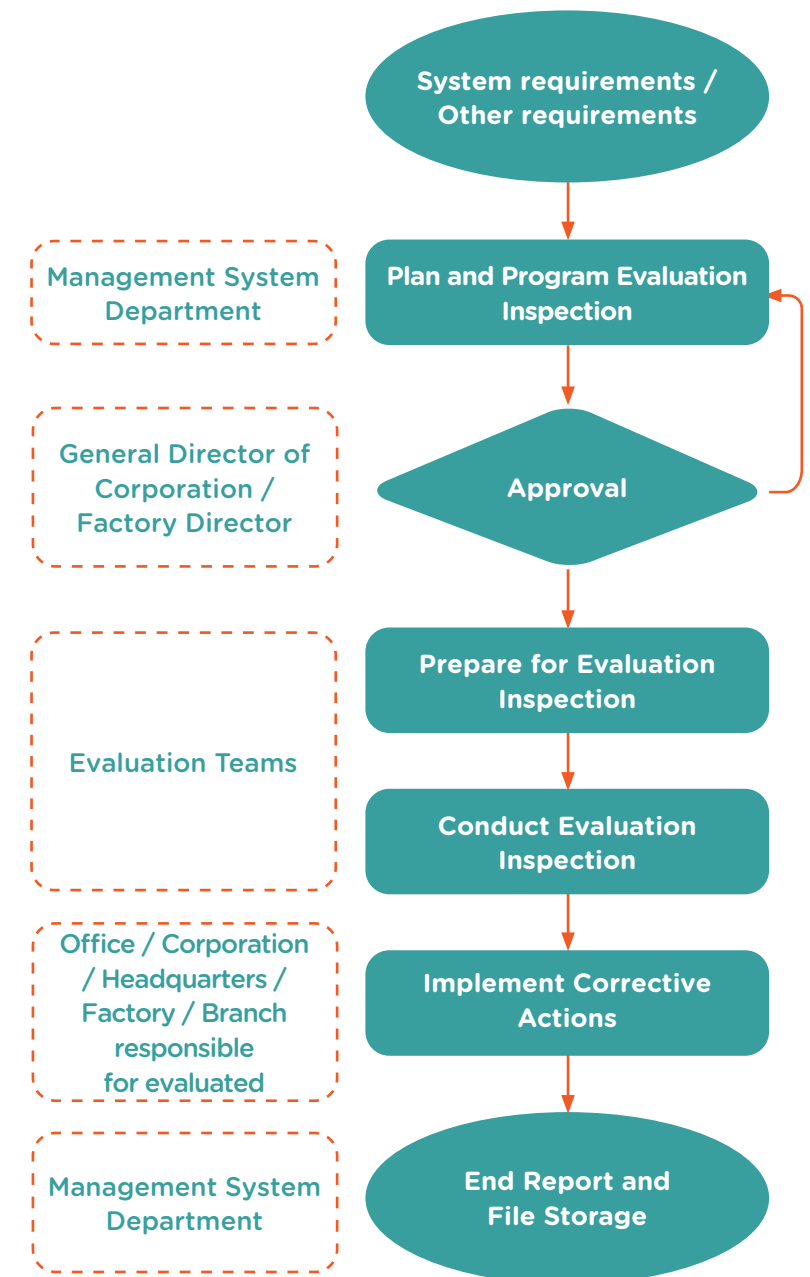 System requirements /
Other requirements
Management System
Department
Plan and Program Evaluation
Inspection
General Director of
Corporation /
Factory Director
Approval
Evaluation Teams
Prepare for Evaluation
Inspection
Conduct Evaluation
Inspection
Office / Corporation
/ Headquarters /
Factory / Branch
responsible
for evaluated
Implement Corrective
Actions
Management System
Department
End Report and
File Storage